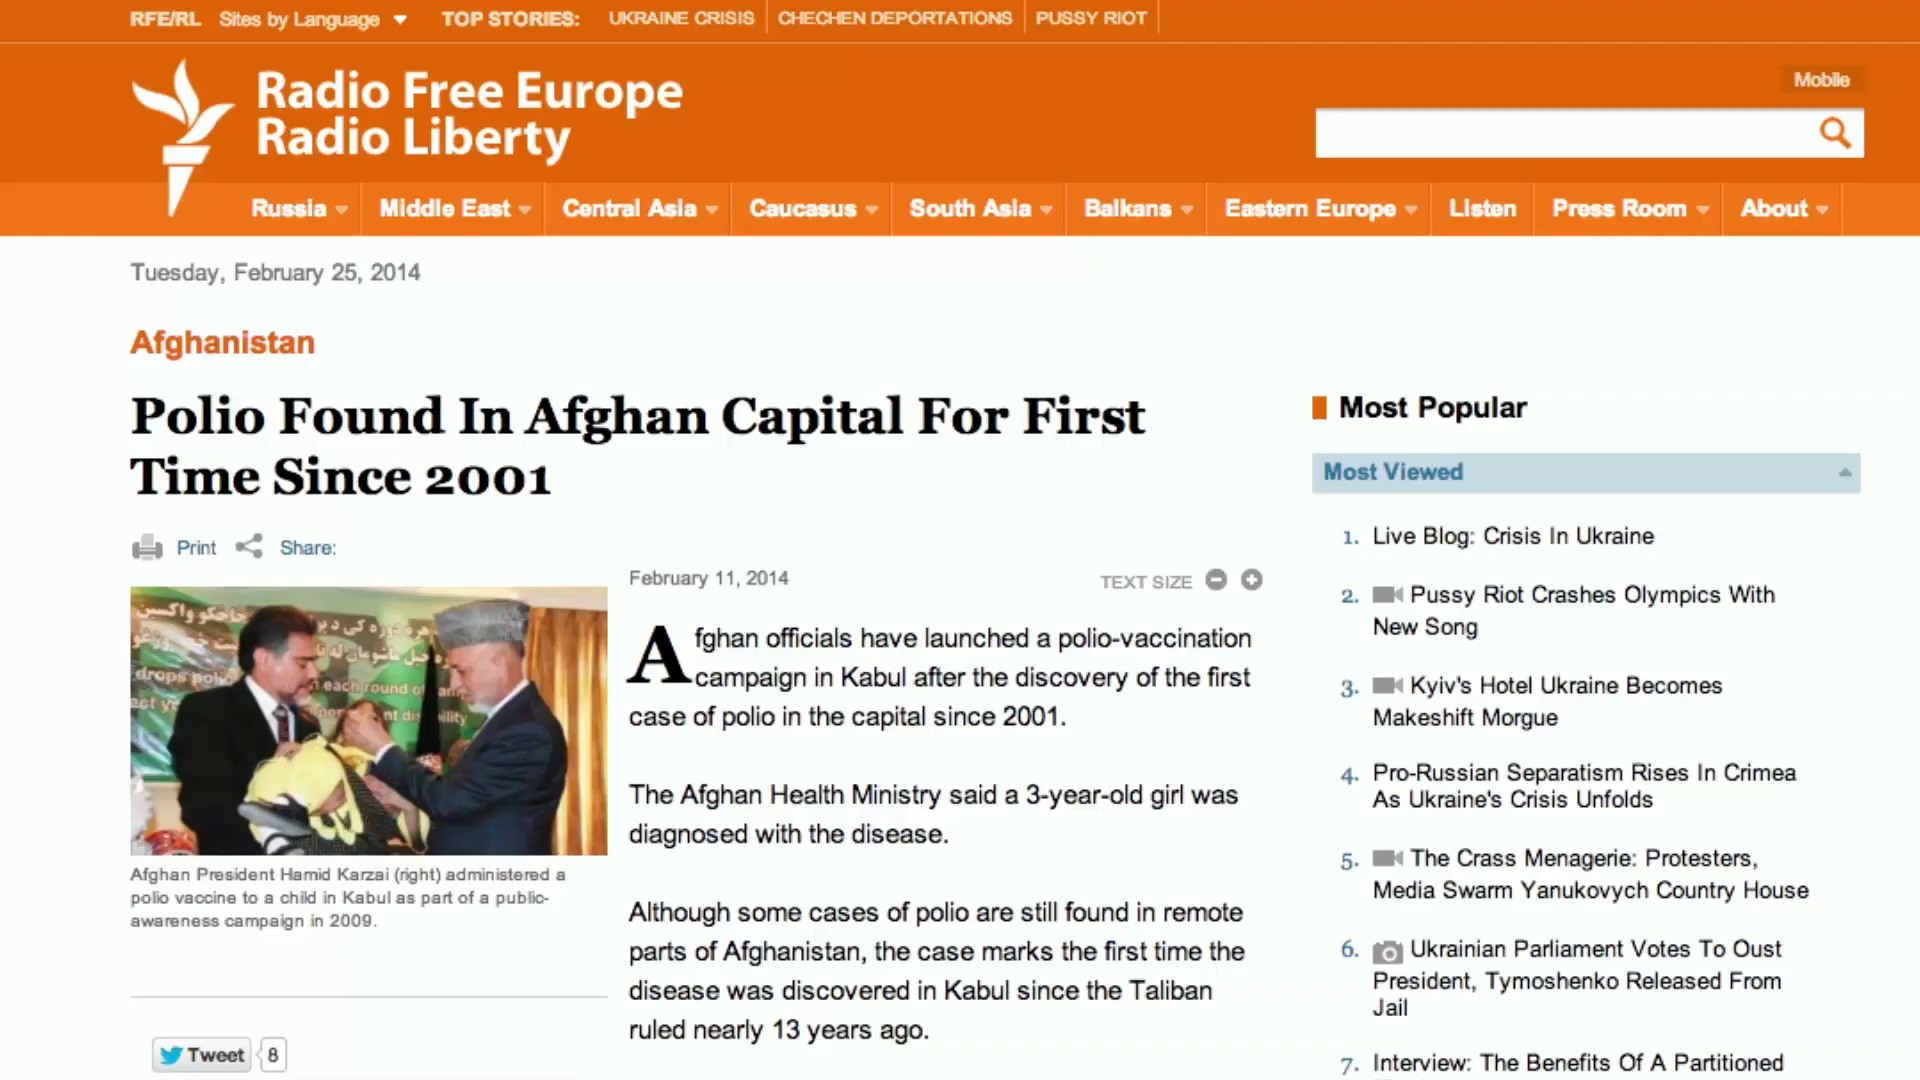 RFE/RL Sites by Language TOP STORIES: UKRAINE CRISIS CHECHEN DEPORTATIONS PUSSY RIOT
Radio Free Europe
Radio Liberty
Mobile
Russia Middle East Central Asia Caucasus South Asia Balkans Eastern Europe Listen Press Room About
Tuesday, February 25, 2014
Afghanistan
Polio Found In Afghan Capital For First
Time Since 2001
Print Share:
Afghan President Hamid Karzai (right) administered a
polio vaccine to a child in Kabul as part of a public-
awareness campaign in 2009.
Tweet 8
February 11, 2014
TEXT SIZE
Afghan officials have launched a polio-vaccination
campaign in Kabul after the discovery of the first
case of polio in the capital since 2001.
The Afghan Health Ministry said a 3-year-old girl was
diagnosed with the disease.
Although some cases of polio are still found in remote
parts of Afghanistan, the case marks the first time the
disease was discovered in Kabul since the Taliban
ruled nearly 13 years ago.
Most Popular
Most Viewed
1. Live Blog: Crisis In Ukraine
2. Pussy Riot Crashes Olympics With
New Song
3. Kyiv's Hotel Ukraine Becomes
Makeshift Morgue
4. Pro-Russian Separatism Rises In Crimea
As Ukraine's Crisis Unfolds
5. The Crass Menagerie: Protesters,
Media Swarm Yanukovych Country House
6. Ukrainian Parliament Votes To Oust
President, Tymoshenko Released From
Jail
7. Interview: The Benefits Of A Partitioned